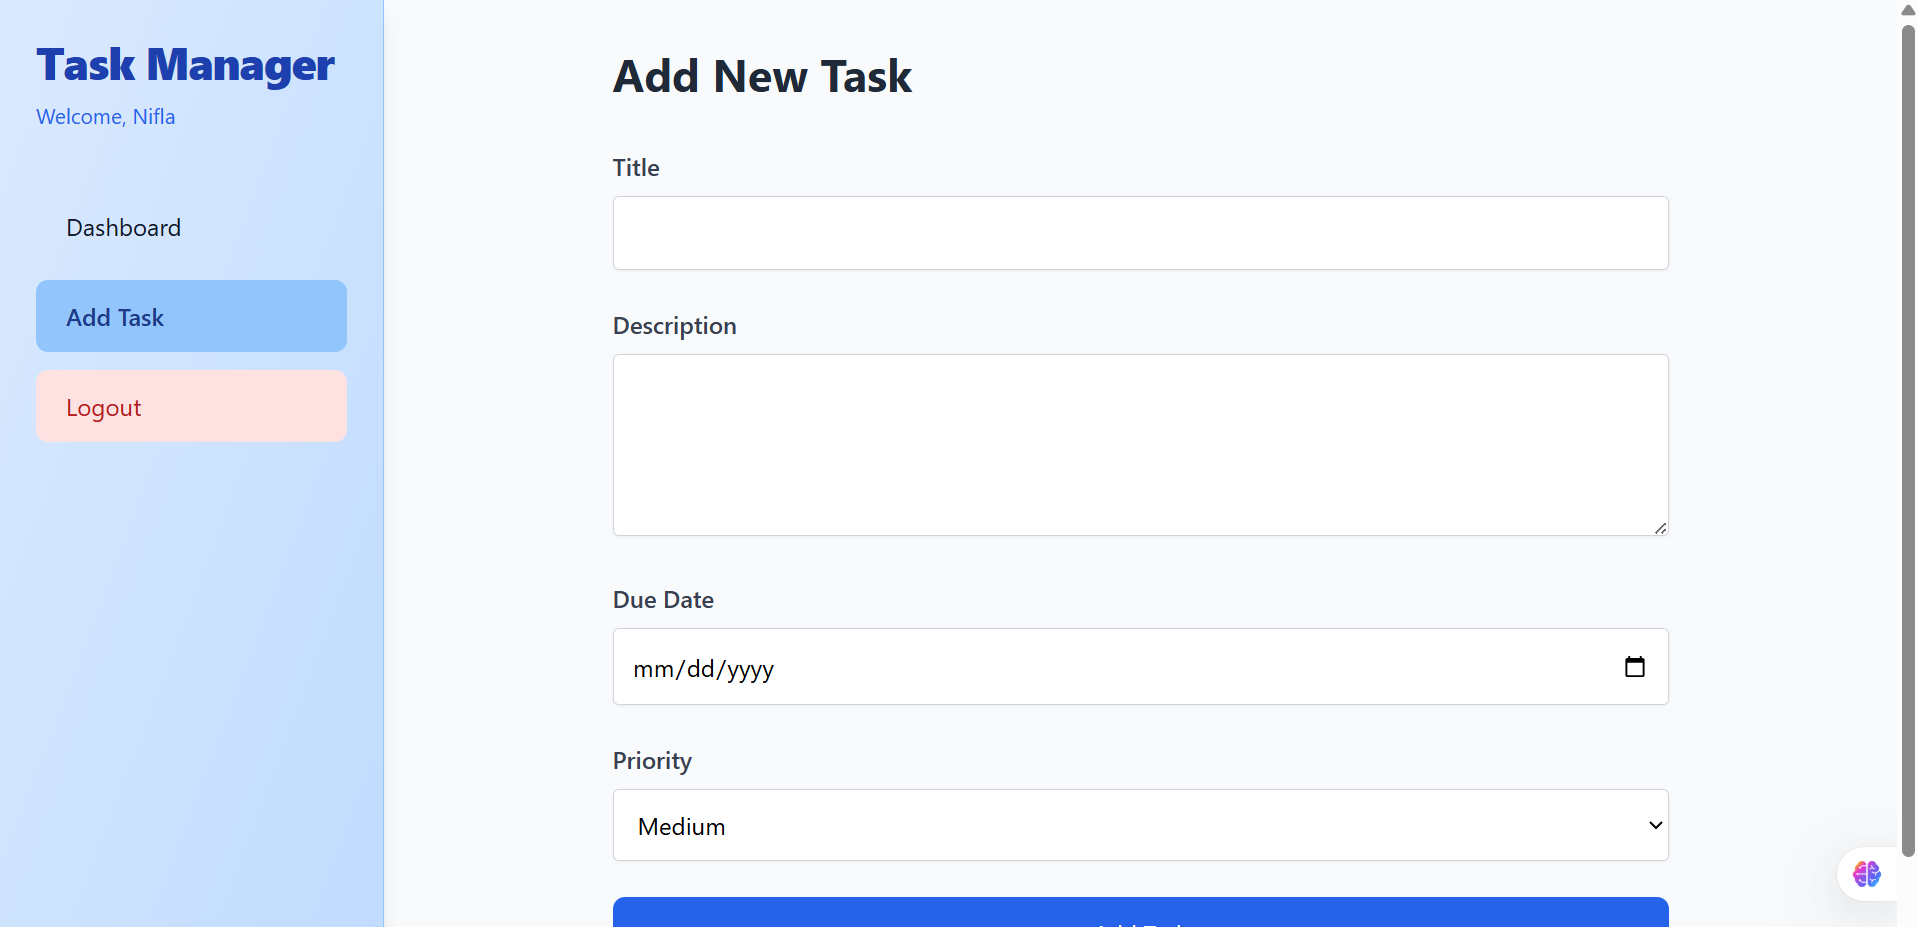 Task Manager
Welcome, Nifla
Dashboard
Add Task
Logout
Add New Task
Title
Description
Due Date
mm/dd/yyyy
Priority
Medium